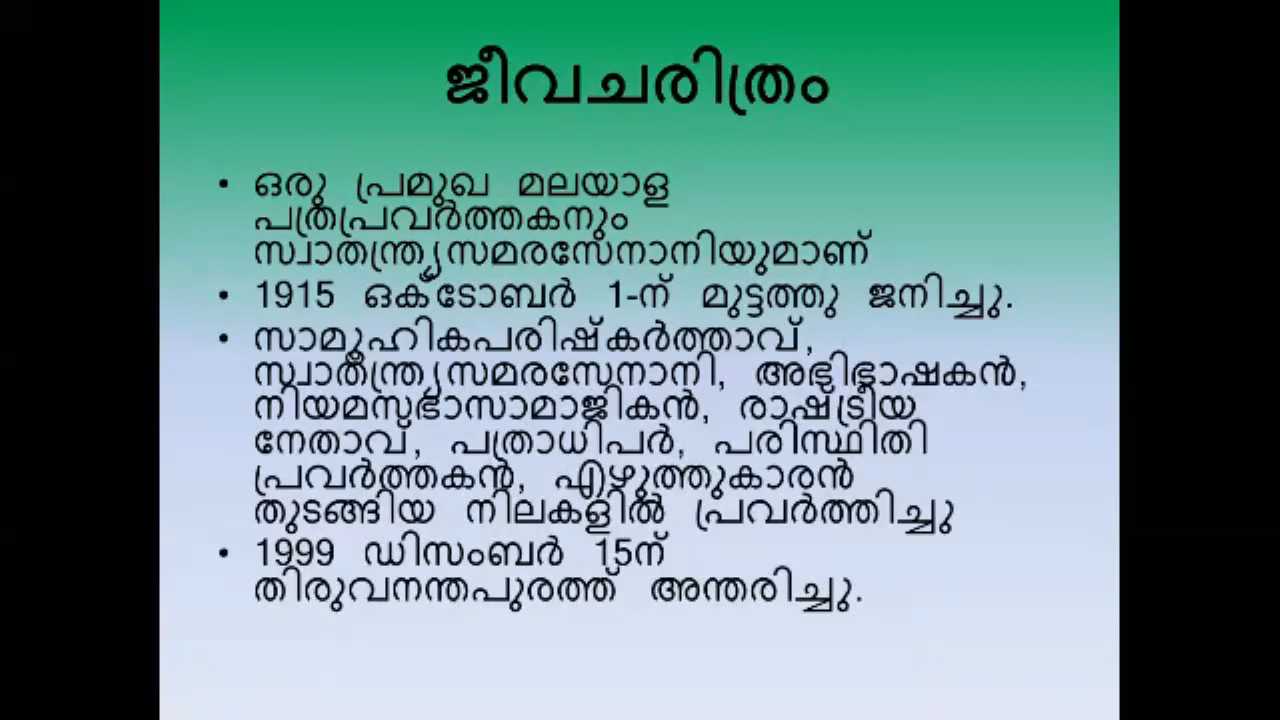 ജീവചരിത്രം
• ഒരു പ്രമുഖ മലയാള
പത്രപ്രവർത്തകനും
സ്വാതന്ത്ര്യസമരസേനാനിയുമാണ്
• 1915 ഒക്ടോബർ 1-ന് മുട്ടത്തു ജനിച്ചു.
• സാമൂഹികപരിഷ്കർത്താവ്,
സ്വാതന്ത്ര്യസമരസേനാനി, അഭിഭാഷകൻ,
നിയമസഭാസാമാജികൻ, രാഷ്ട്രീയ
നേതാവ്, പത്രാധിപർ, പരിസ്ഥിതി
പ്രവർത്തകൻ, എഴുത്തുകാരൻ
തുടങ്ങിയ നിലകളിൽ പ്രവർത്തിച്ചു
• 1999 ഡിസംബർ 15ന്
തിരുവനന്തപുരത്ത് അന്തരിച്ചു.